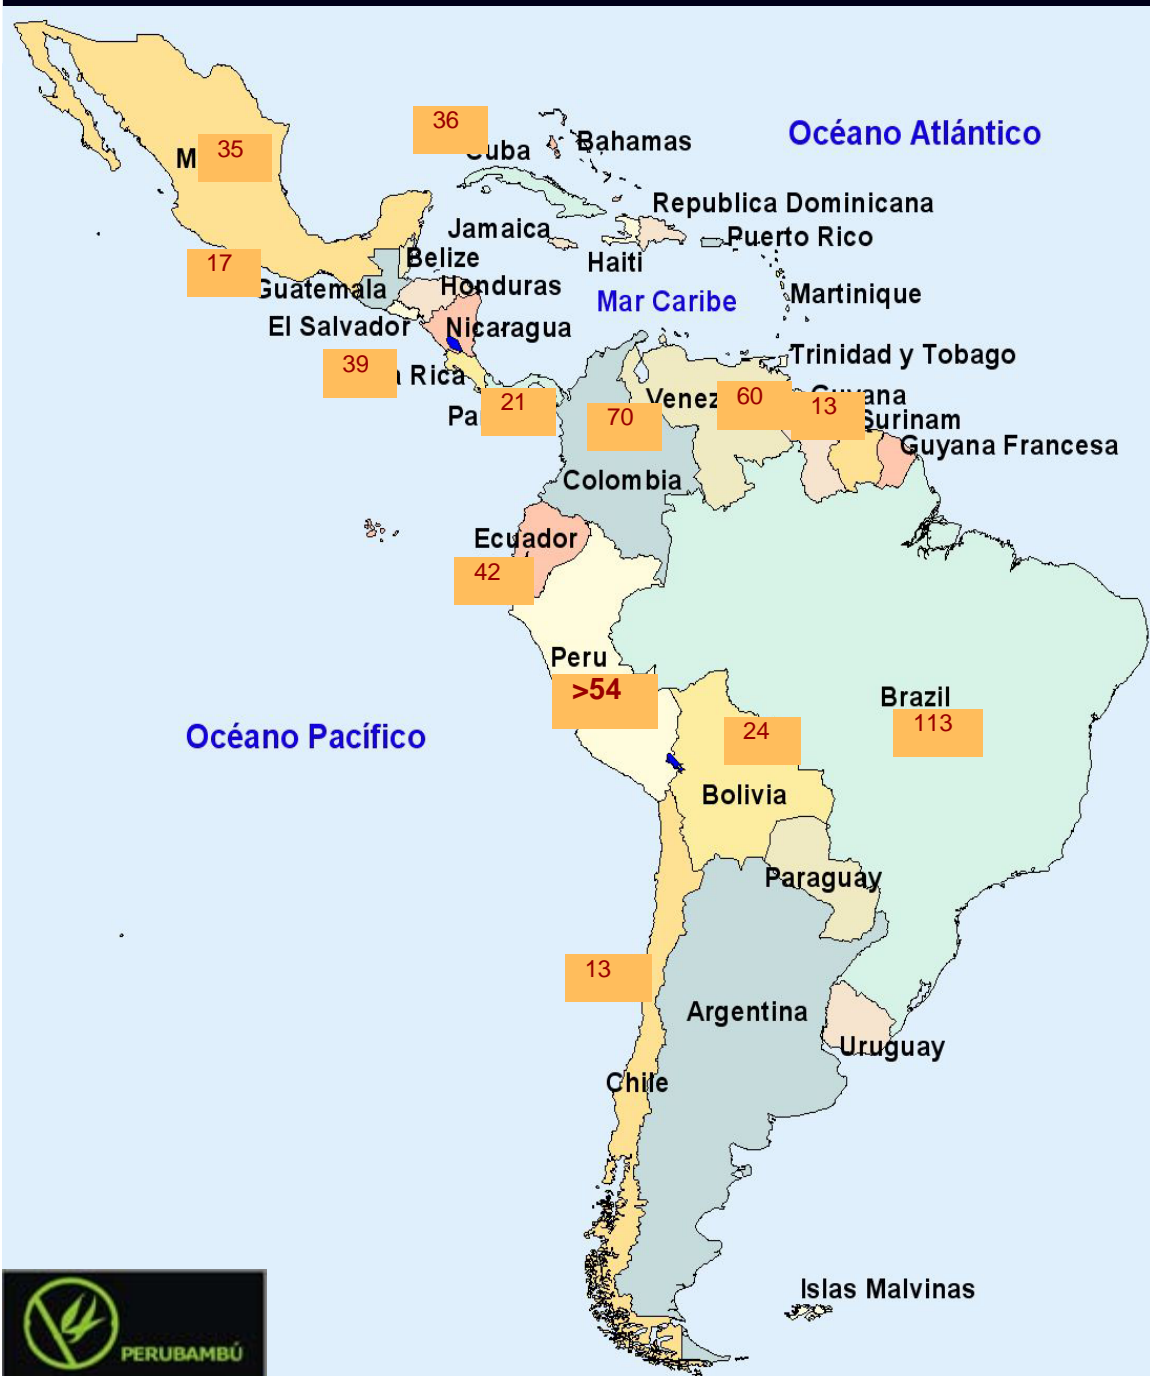 36
Océano Atlántico
Bahamas
35
Cuba
Republica Dominicana
Jamaica
Puerto Rico
Belize
Haiti
17
Guatemala
Honduras
Mar Caribe
Martinique
El Salvador
Nicaragua
39
Rica
Trinidad y Tobago
21
70
60
13
Surinam
Guyana Francesa
Colombia
Ecuador
42
Peru
>54
Brazil
113
Océano Pacífico
24
Bolivia
Paraguay
13
Argentina
Uruguay
Chile
Islas Malvinas
PERUBAMBÚ